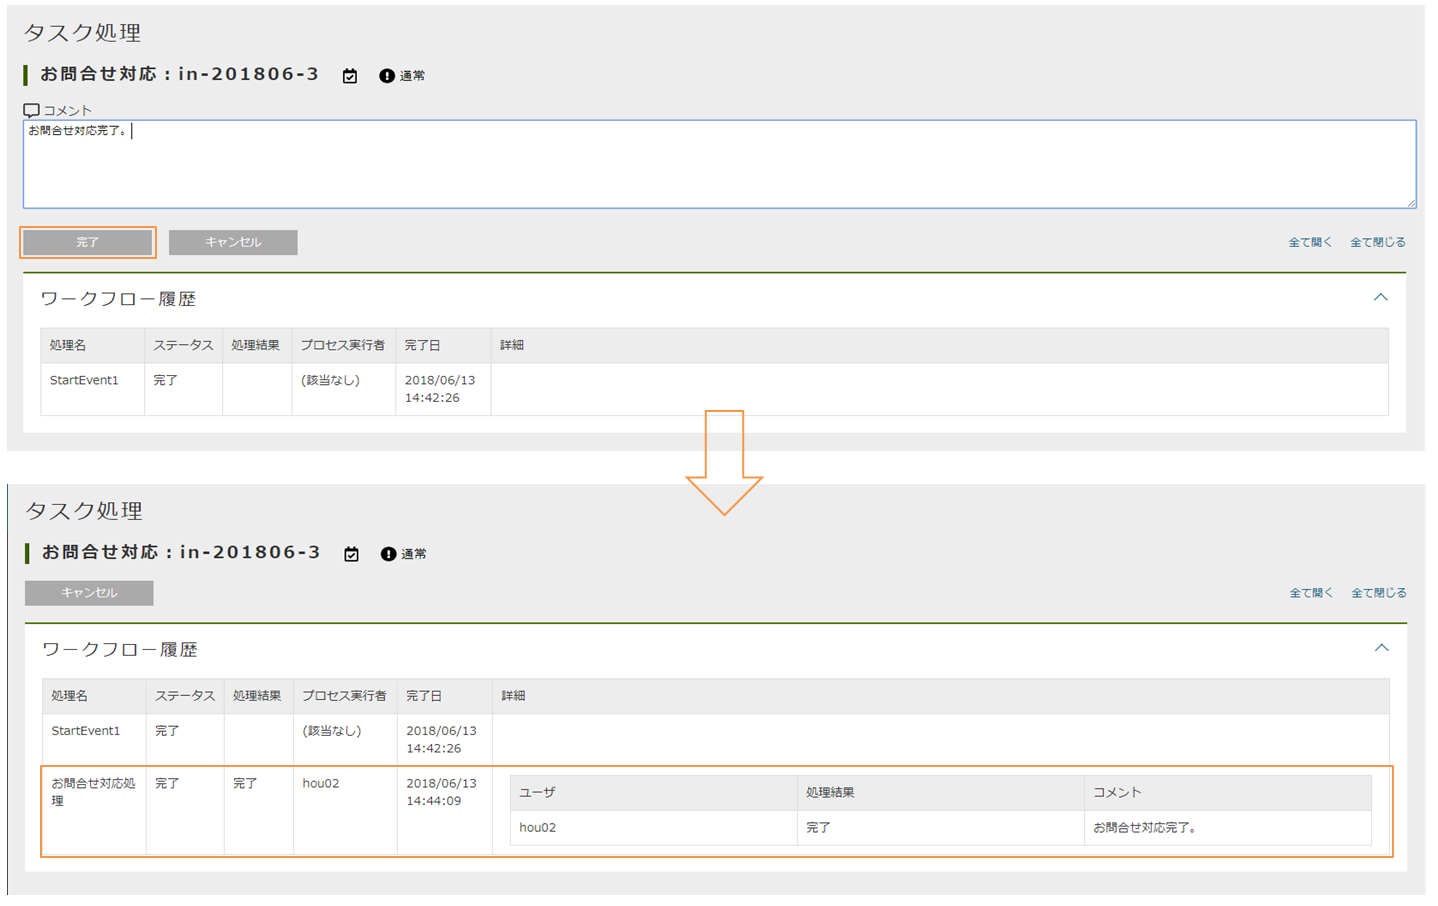 タスク処理
お問合せ対応：in-201806-3 通常
コメント
お問合せ対応完了。
完了 キャンセル 全て開く 全て閉じる
ワークフロー履歴
処理名 ステータス 処理結果 プロセス実行者 完了日 詳細
StartEvent1 完了 (該当なし) 2018/06/13
14:42:26
タスク処理
お問合せ対応：in-201806-3 通常
キャンセル 全て開く 全て閉じる
ワークフロー履歴
処理名 ステータス 処理結果 プロセス実行者 完了日 詳細
StartEvent1 完了 (該当なし) 2018/06/13
14:42:26
お問合せ対応処 完了 完了 hou02 2018/06/13
理 14:44:09
ユーザ 処理結果 コメント
hou02 完了 お問合せ対応完了。